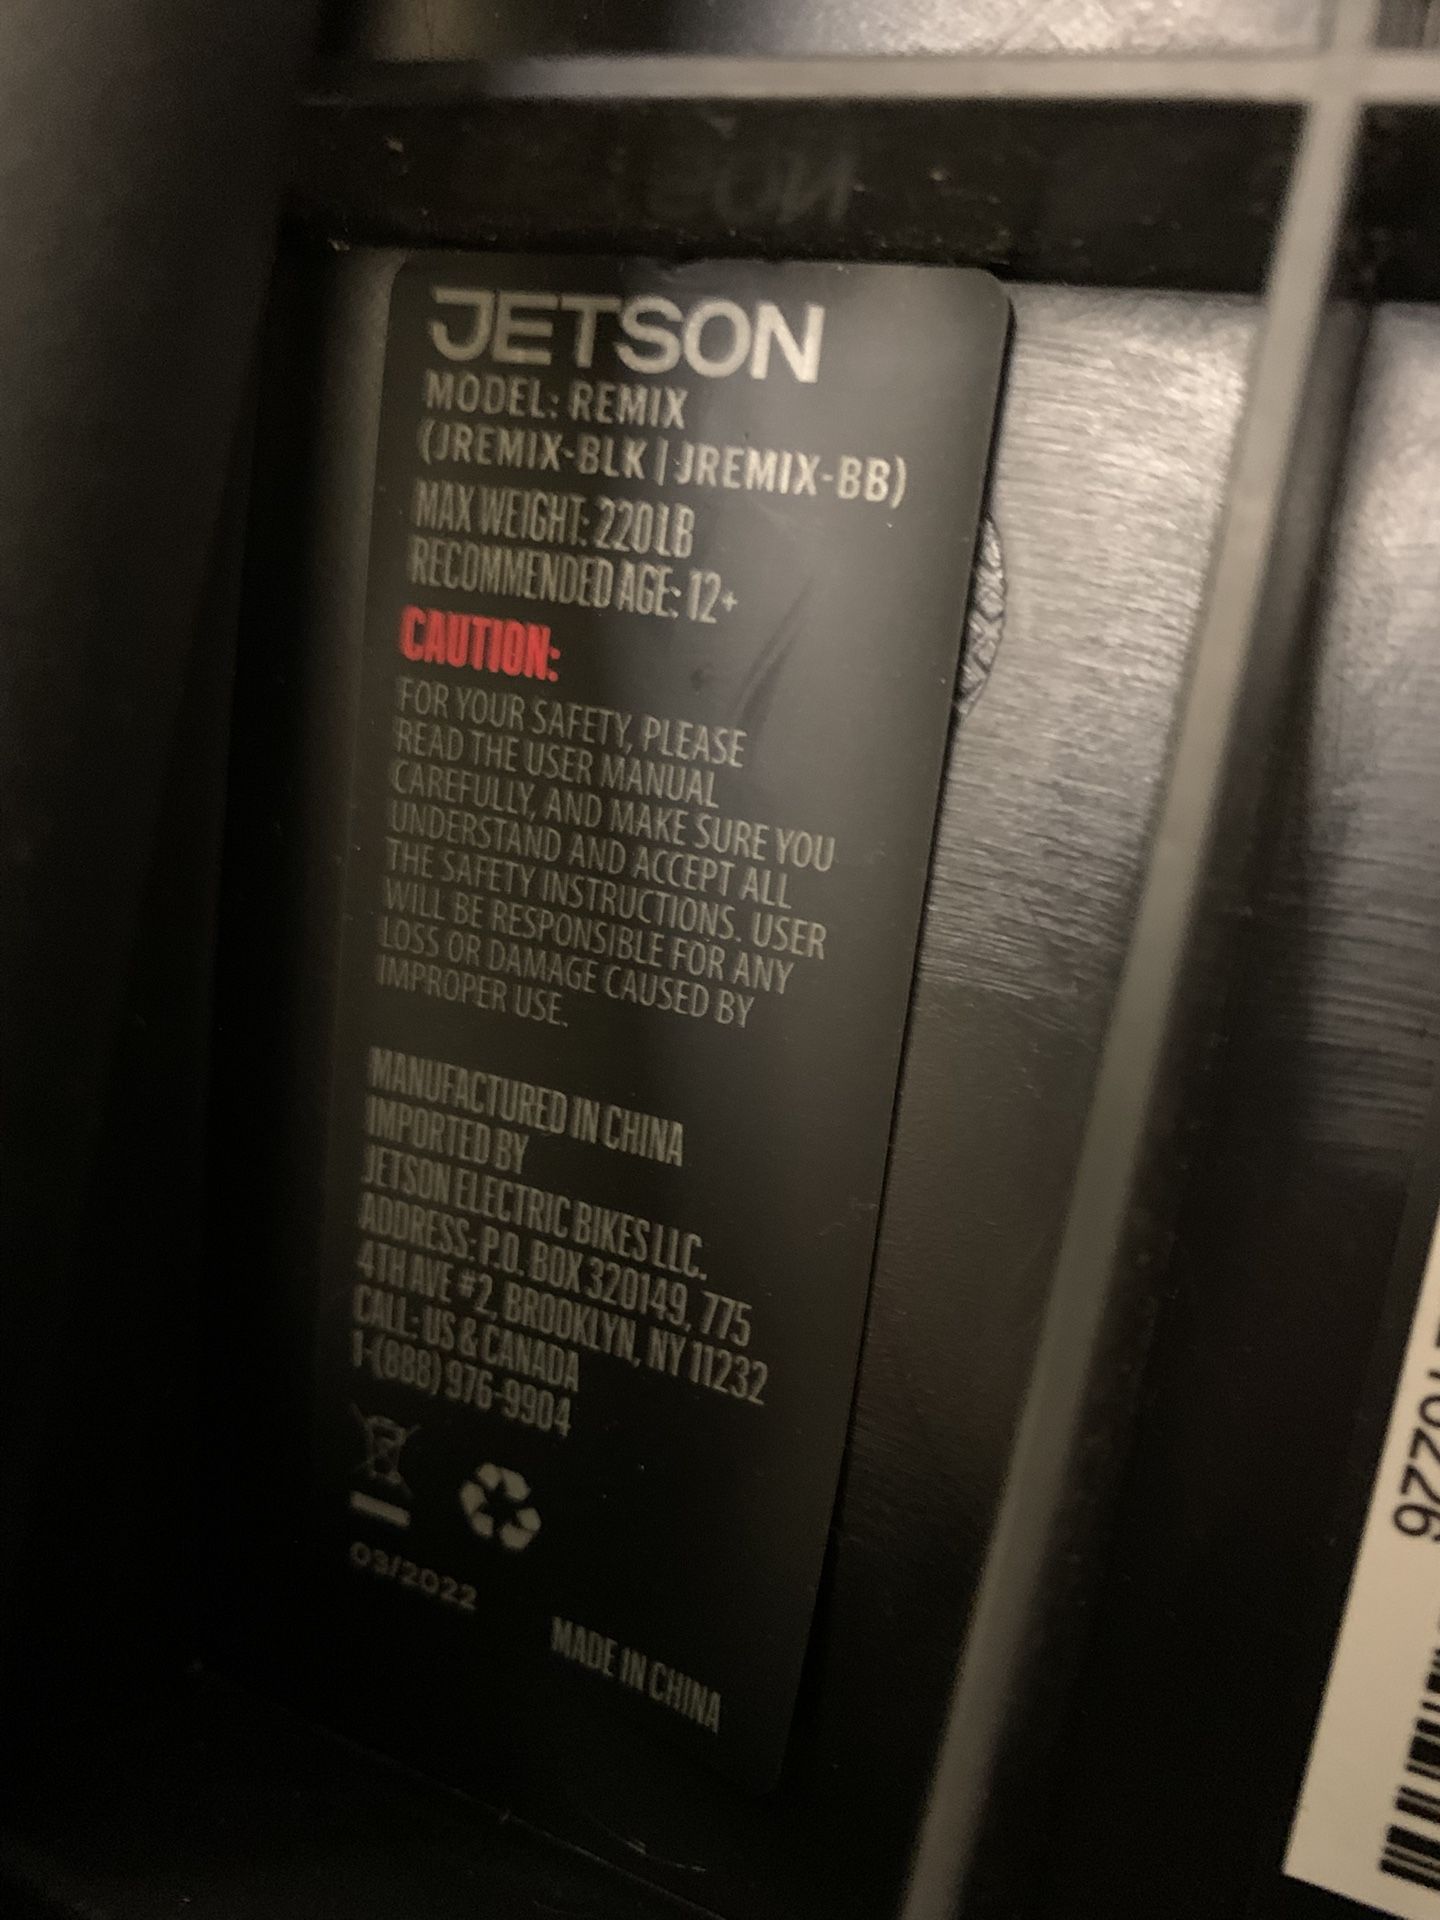 JETSON
MODEL: REMIX
(JREMIX-BLK | JREMIX-BB)
MAX WEIGHT: 220LB
RECOMMENDED AGE: 12+
CAUTION:
FOR YOUR SAFETY, PLEASE
READ THE USER MANUAL
CAREFULLY, AND MAKE SURE YOU
UNDERSTAND AND ACCEPT ALL
THE SAFETY INSTRUCTIONS. USER
WILL BE RESPONSIBLE FOR ANY
LOSS OR DAMAGE CAUSED BY
IMPROPER USE.
MANUFACTURED IN CHINA
IMPORTED BY
JETSON ELECTRIC BIKES LLC.
ADDRESS: P.O. BOX 320149, 775
4TH AVE #2, BROOKLYN, NY 11232
CALL: US & CANADA
1-(888) 976-9904
03/2022
MADE IN CHINA